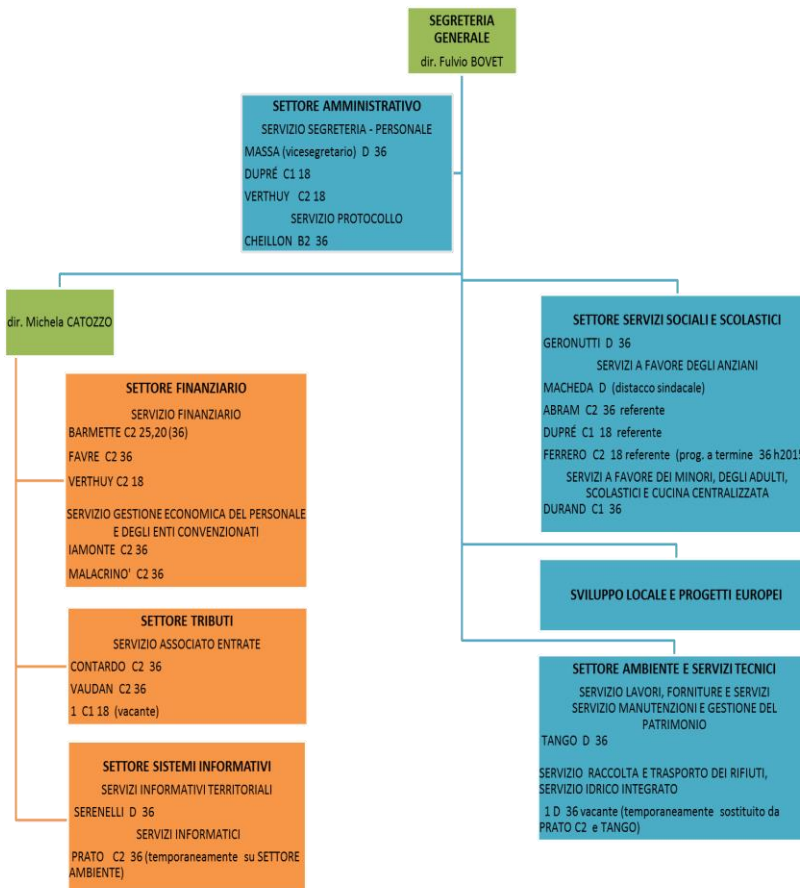 SEGRETERIA
GENERALE
dir. Fulvio BOVET
SETTORE AMMINISTRATIVO
SERVIZIO SEGRETERIA - PERSONALE
MASSA (vicesegretario) D 36
DUPRÉ C1 18
VERTHUY C2 18
SERVIZIO PROTOCOLLO
CHEILLON B2 36
dir. Michela CATOZZO
SETTORE FINANZIARIO
SERVIZIO FINANZIARIO
BARMETTE C2 25,20 (36)
FAVRE C2 36
VERTHUY C2 18
SERVIZIO GESTIONE ECONOMICA DEL PERSONALE
E DEGLI ENTI CONVENZIONATI
IAMONTE C2 36
MALACRINO' C2 36
SETTORE TRIBUTI
SERVIZIO ASSOCIATO ENTRATE
CONTARDO C2 36
VAUDAN C2 36
1 C1 18 (vacante)
SETTORE SISTEMI INFORMATIVI
SERVIZI INFORMATIVI TERRITORIALI
SERENELLI D 36
SERVIZI INFORMATICI
PRATO C2 36 (temporaneamente su SETTORE
AMBIENTE)
SETTORE SERVIZI SOCIALI E SCOLASTICI
GERONUTTI D 36
SERVIZI A FAVORE DEGLI ANZIANI
MACHEDA D (distacco sindacale)
ABRAM C2 36 referente
DUPRÉ C1 18 referente
FERRERO C2 18 referente (prog. a termine 36 h2015
SERVIZI A FAVORE DEI MINORI, DEGLI ADULTI,
SCOLASTICI E CUCINA CENTRALIZZATA
DURAND C1 36
SVILUPPO LOCALE E PROGETTI EUROPEI
SETTORE AMBIENTE E SERVIZI TECNICI
SERVIZIO LAVORI, FORNITURE E SERVIZI
SERVIZIO MANUTENZIONI E GESTIONE DEL
PATRIMONIO
TANGO D 36
SERVIZIO RACCOLTA E TRASPORTO DEI RIFIUTI,
SERVIZIO IDRICO INTEGRATO
1 D 36 vacante (temporaneamente sostituito da
PRATO C2 e TANGO)